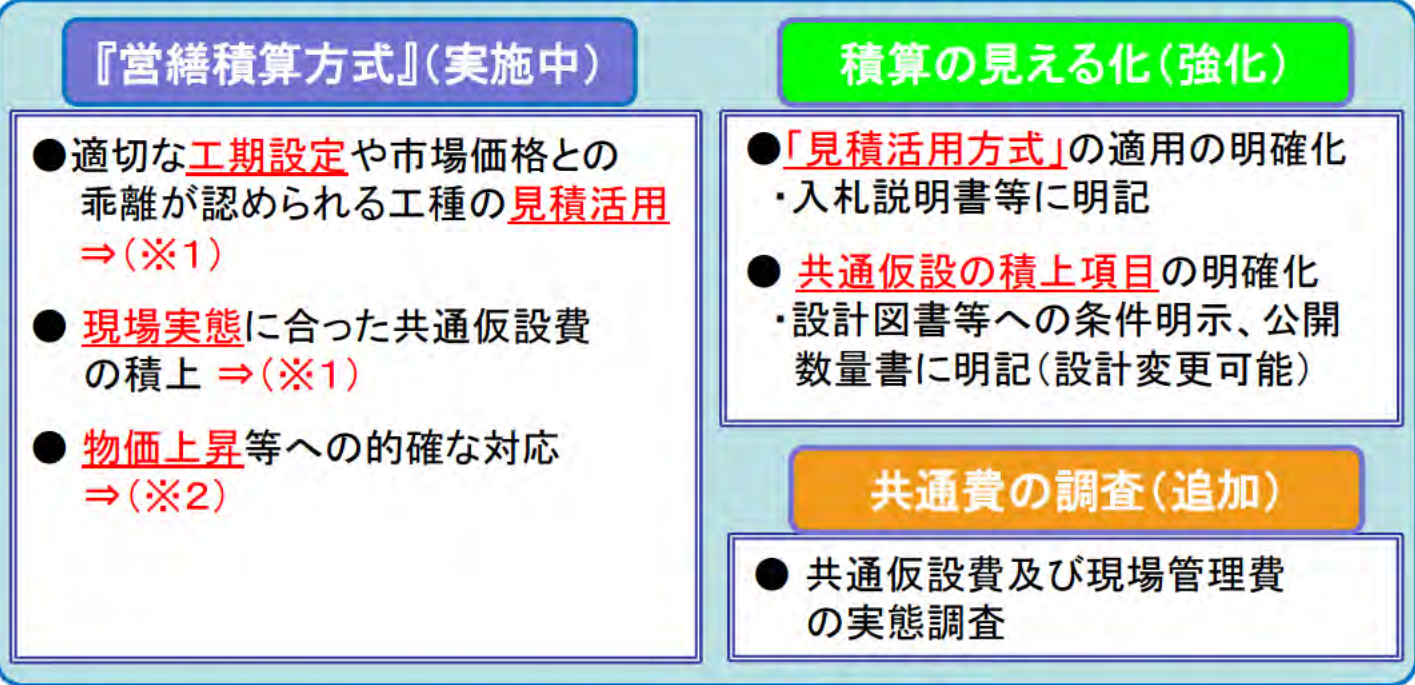 『営繕積算方式』（実施中）
●適切な工期設定や市場価格との
乖離が認められる工種の見積活用
⇒（※１）
● 現場実態に合った共通仮設費
の積上 ⇒（※１）
● 物価上昇等への的確な対応
⇒（※２）
積算の見える化（強化）
●「見積活用方式」の適用の明確化
・入札説明書等に明記
● 共通仮設の積上項目の明確化
・設計図書等への条件明示、公開
数量書に明記（設計変更可能）
共通費の調査（追加）
● 共通仮設費及び現場管理費
の実態調査